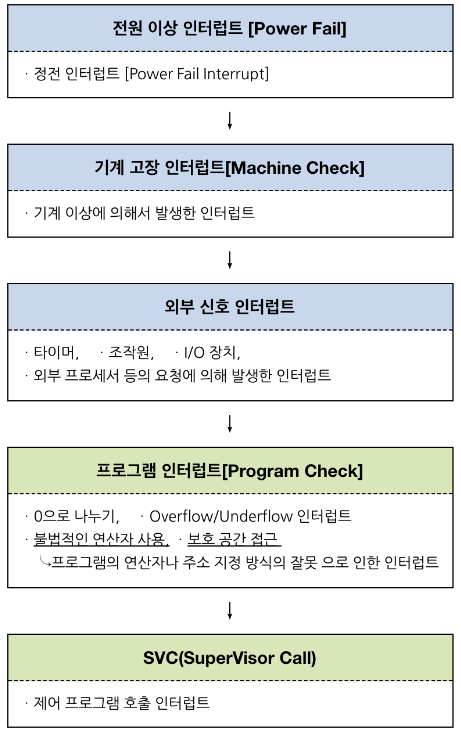 전원 이상 인터럽트 [Power Fail]
· 정전 인터럽트 [Power Fail Interrupt]
기계 고장 인터럽트[Machine Check]
· 기계 이상에 의해서 발생한 인터럽트
외부 신호 인터럽트
· 타이머, · 조작원, · I/O 장치,
· 외부 프로세서 등의 요청에 의해 발생한 인터럽트
프로그램 인터럽트[Program Check]
· 0으로 나누기, · Overflow/Underflow 인터럽트
· 불법적인 연산자 사용, · 보호 공간 접근
프로그램의 연산자나 주소 지정 방식의 잘못 으로 인한 인터럽트
SVC(SuperVisor Call)
· 제어 프로그램 호출 인터럽트